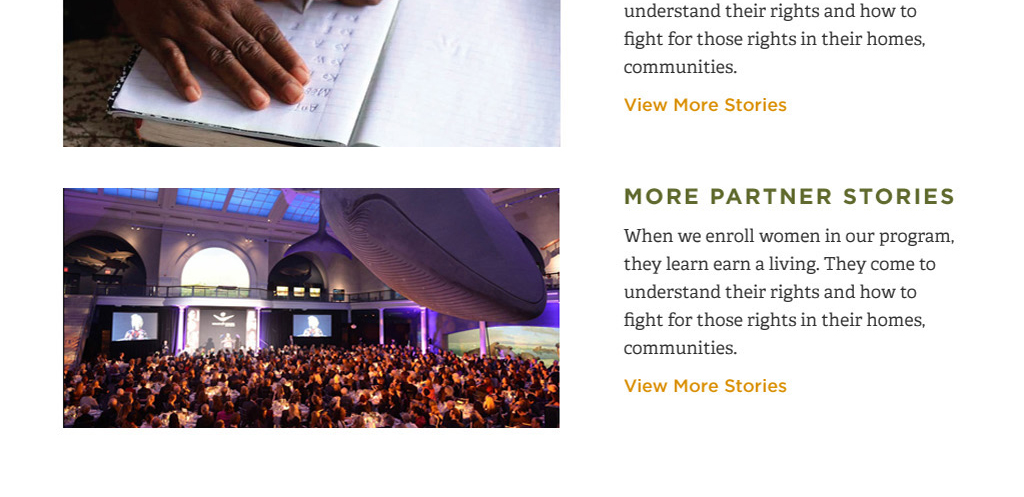 understand their rights and how to
fight for those rights in their homes,
communities.
View More Stories
MORE PARTNER STORIES
When we enroll women in our program,
they learn earn a living. They come to
understand their rights and how to
fight for those rights in their homes,
communities.
View More Stories